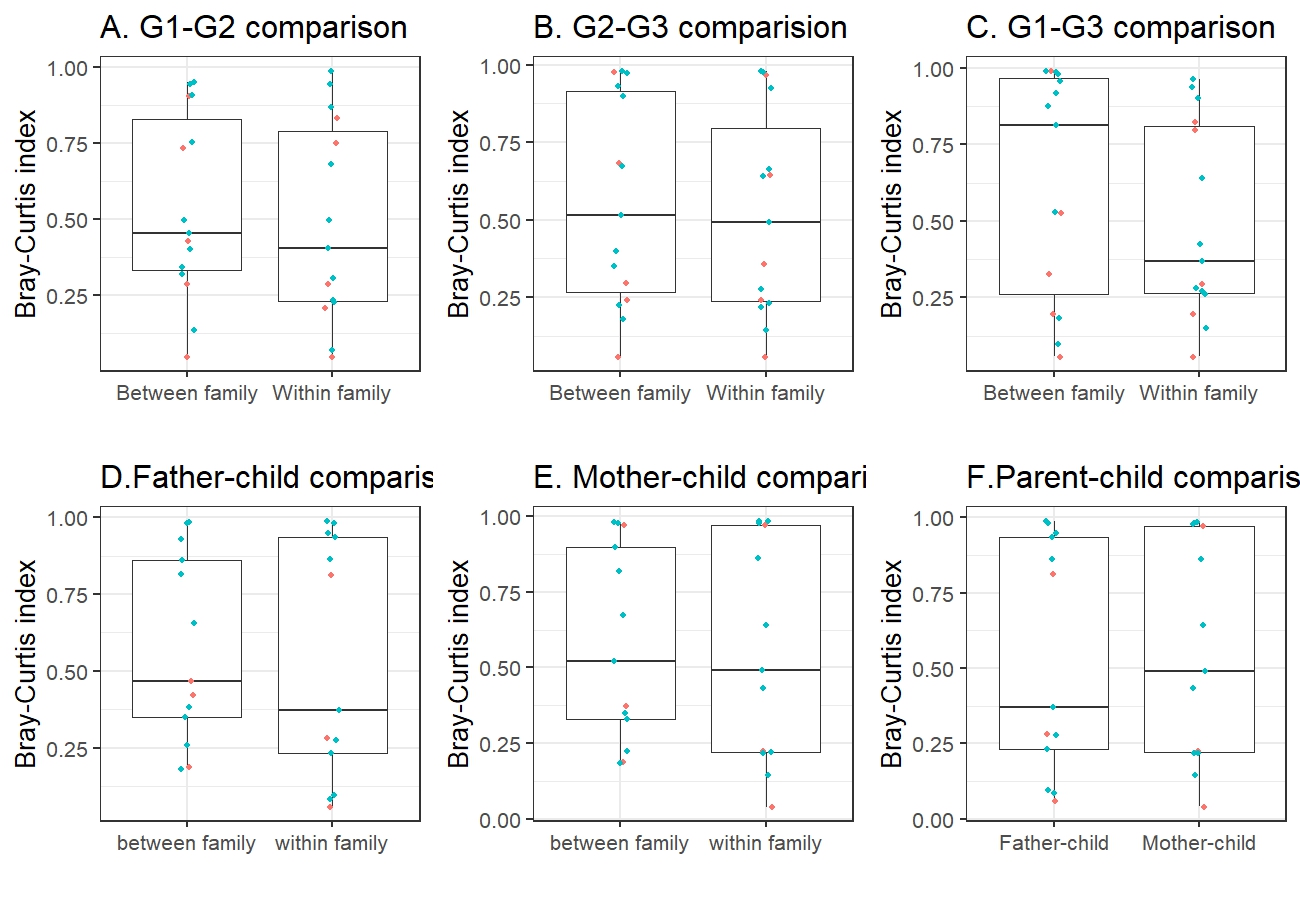 A. G1-G2 comparison
Bray-Curtis index
1.00
0.75
0.50
0.25
Between family Within family
B. G2-G3 comparision
Bray-Curtis index
1.00
0.75
0.50
0.25
Between family Within family
C. G1-G3 comparison
Bray-Curtis index
1.00
0.75
0.50
0.25
Between family Within family
D.Father-child comparis
Bray-Curtis index
1.00
0.75
0.50
0.25
between family within family
E. Mother-child compari
Bray-Curtis index
1.00
0.75
0.50
0.25
0.00
between family within family
F.Parent-child comparis
Bray-Curtis index
1.00
0.75
0.50
0.25
0.00
Father-child Mother-child